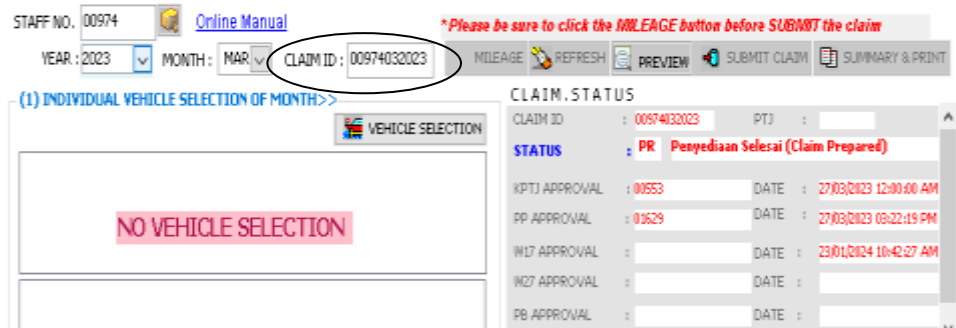 STAFF NO. 00974 Online Manual *Please be sure to click the MILEAGE button before SUBMIT the claim
YEAR : 2023 MONTH : MAR CLAIM ID : 00974032023 MILEAGE REFRESH PREVIEW SUBMIT CLAIM SUMMARY & PRINT
(1) INDIVIDUAL VEHICLE SELECTION OF MONTH>>
VEHICLE SELECTION
NO VEHICLE SELECTION
CLAIM.STATUS
CLAIM ID : 00974032023 PTJ :
STATUS : PR Penyediaan Selesai (Claim Prepared)
KPTJ APPROVAL : 00553 DATE : 27/03/2023 12:00:00 AM
PP APPROVAL : 01629 DATE : 27/03/2023 03:22:19 PM
W17 APPROVAL : DATE : 23/01/2024 10:42:27 AM
W27 APPROVAL : DATE :
PB APPROVAL : DATE :